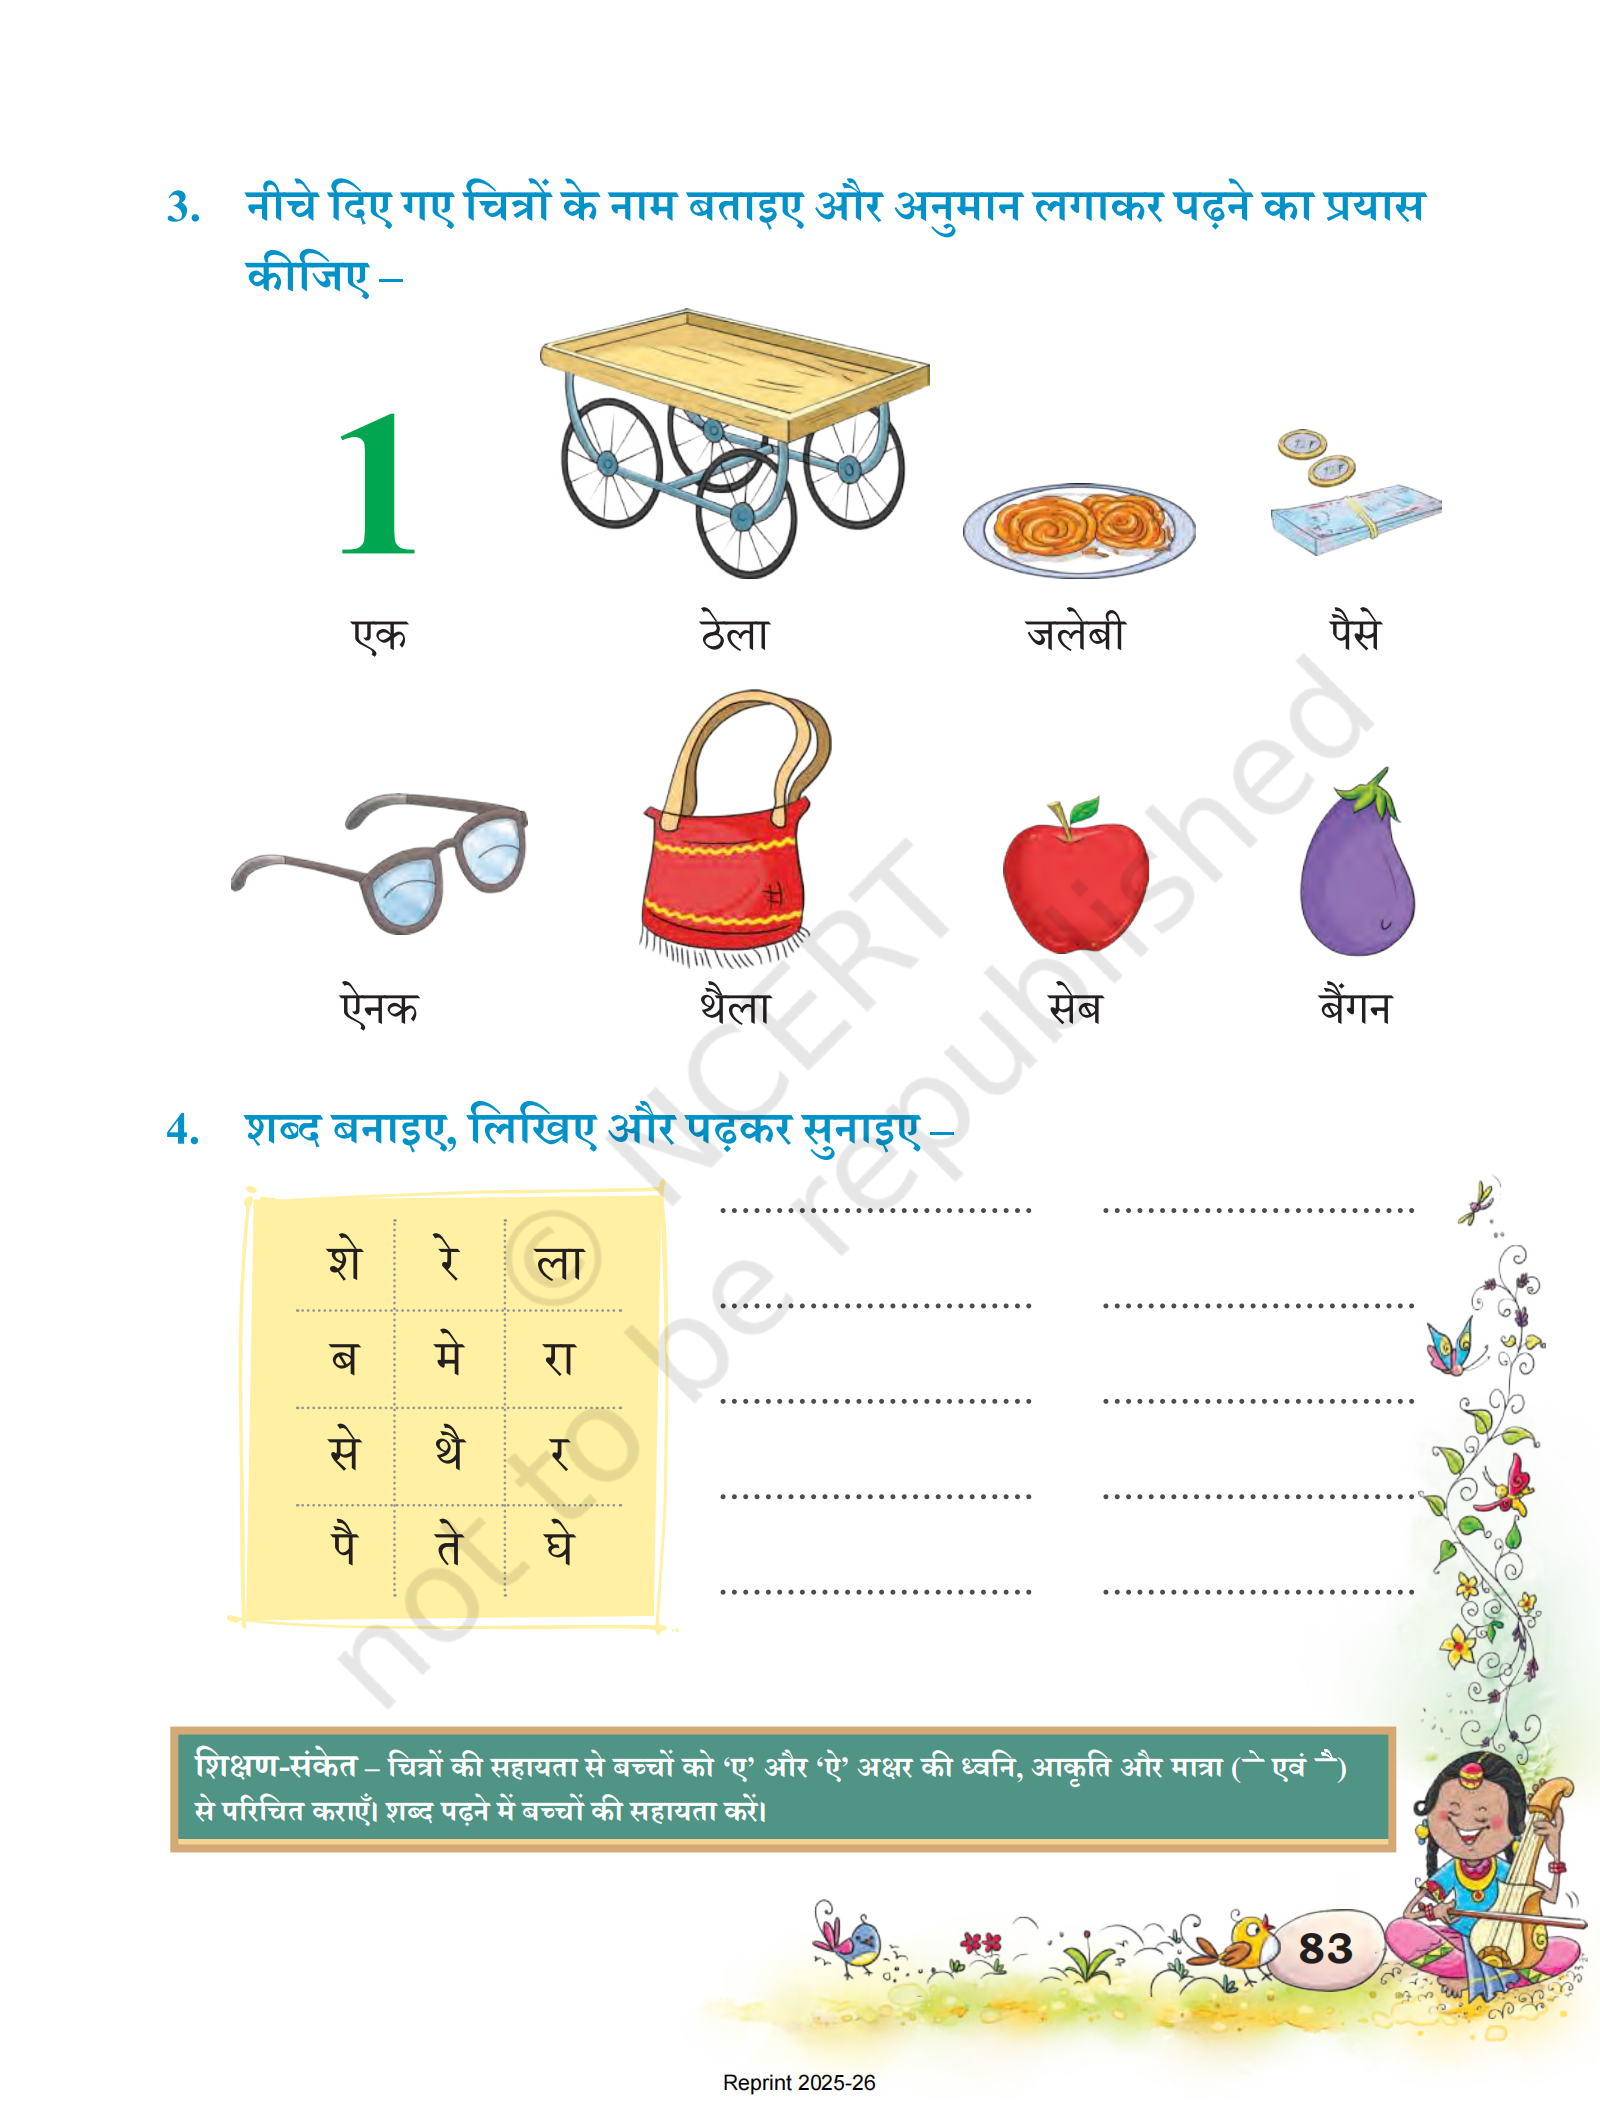 3. नीचे दिए गए चित्रों के नाम बताइए और अनुमान लगाकर पढ़ने का प्रयास
कीजिए –
1
एक ठेला जलेबी पैसे
ऐनक थैला सेब बैंगन
4. शब्द बनाइए, लिखिए और पढ़कर सुनाइए –
शे रे ला
ब मे रा
से थै र
पै ते घे
शिक्षण-संकेत – चित्रों की सहायता से बच्चों को ‘ए’ और ‘ऐ’ अक्षर की ध्वनि, आकृति और मात्रा (े एवं ै)
से परिचित कराएँ। शब्द पढ़ने में बच्चों की सहायता करें।
83
Reprint 2025-26
© NCERT
not to be republished